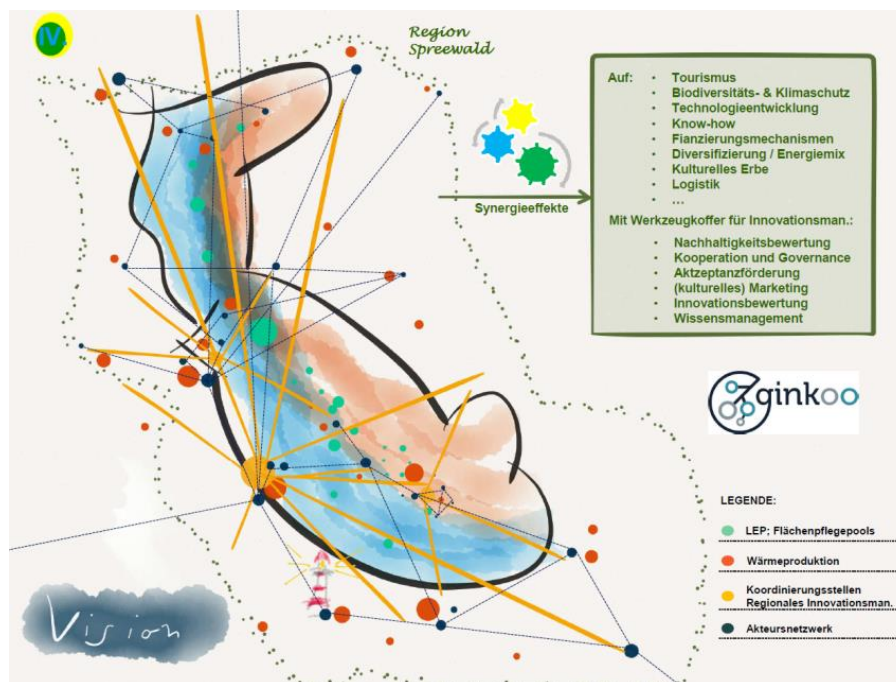 IV.
Region
Spreewald
Synergieeffekte
Auf: • Tourismus
• Biodiversitäts- & Klimaschutz
• Technologieentwicklung
• Know-how
• Fianzierungsmechanismen
• Diversifizierung / Energiemix
• Kulturelles Erbe
• Logistik
• ...
Mit Werkzeugkoffer für Innovationsman.:
• Nachhaltigkeitsbewertung
• Kooperation und Governance
• Aktzeptanzförderung
• (kulturelles) Marketing
• Innovationsbewertung
• Wissensmanagement
ginkoo
LEGENDE:
LEP; Flächenpflegepools
Wärmeproduktion
Koordinierungsstellen
Regionales Innovationsman.
Akteursnetzwerk
Vision